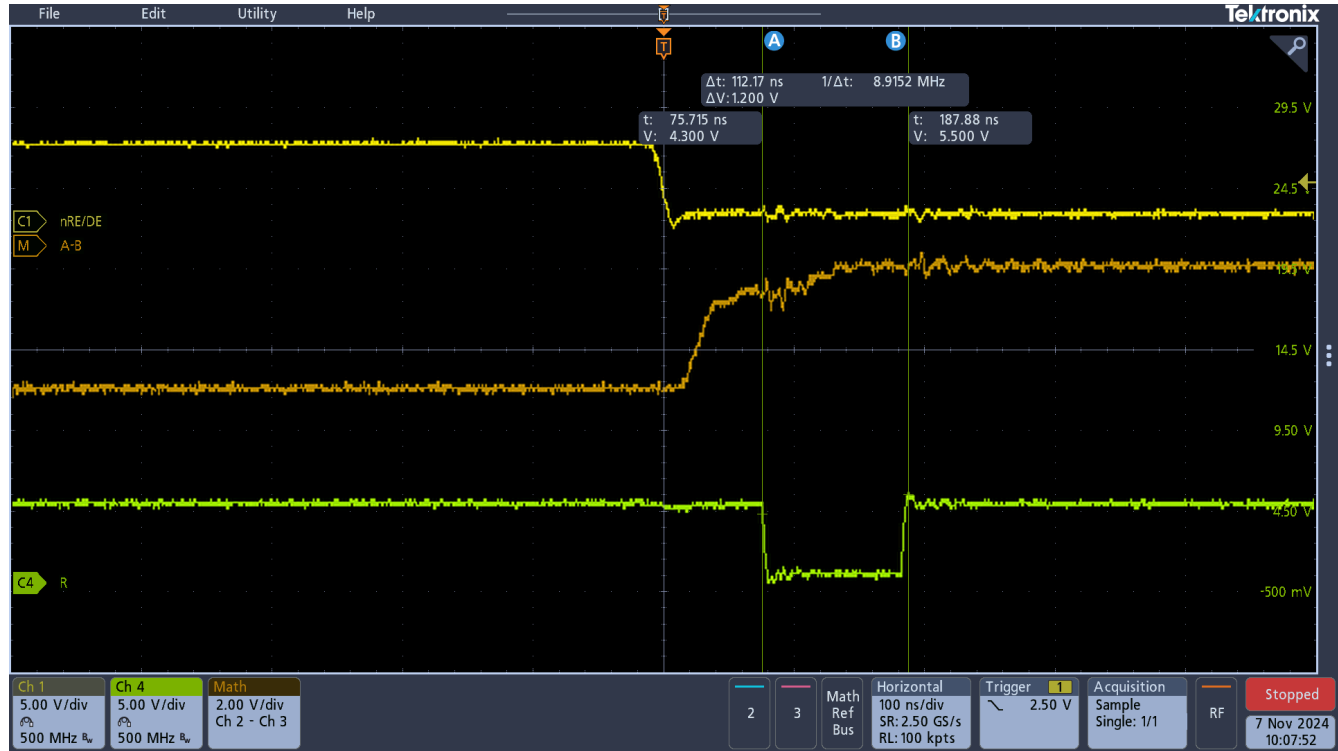 File Edit Utility Help Tektronix
T
T
A B
Δt: 112.17 ns 1/Δt: 8.9152 MHz
ΔV:1.200 V
29.5 V
t: 75.715 ns
V: 4.300 V
t: 187.88 ns
V: 5.500 V
24.5
C1 nRE/DE
M A-B
14.5 V
9.50 V
4.50 V
C4 R
-500 mV
Ch 1
5.00 V/div
500 MHz Bw
Ch 4
5.00 V/div
500 MHz Bw
Math
2.00 V/div
Ch 2 - Ch 3
2
3
Math
Ref
Bus
Horizontal
100 ns/div
SR: 2.50 GS/s
RL: 100 kpts
Trigger 1
2.50 V
Acquisition
Sample
Single: 1/1
RF
Stopped
7 Nov 2024
10:07:52